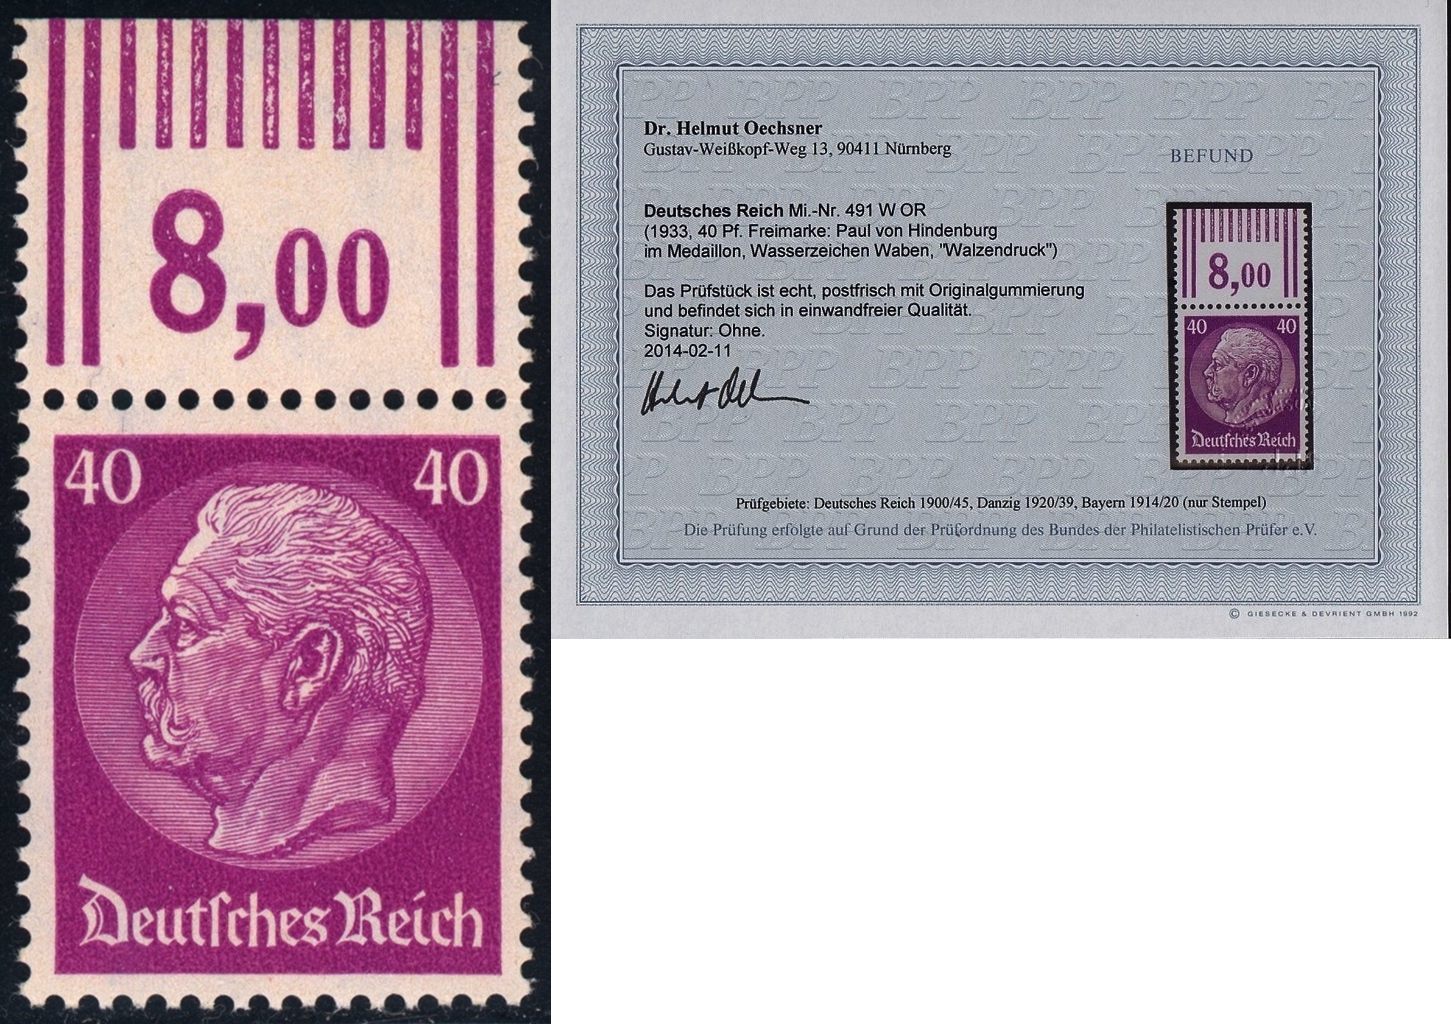 8,00
40 40
Deutsches Reich
Dr. Helmut Oechsner
Gustav-Weißkopf-Weg 13, 90411 Nürnberg
BEFUND
Deutsches Reich Mi.-Nr. 491 W OR
(1933, 40 Pf. Freimarke: Paul von Hindenburg
im Medaillon, Wasserzeichen Waben, "Walzendruck")
Das Prüfstück ist echt, postfrisch mit Originalgummierung
und befindet sich in einwandfreier Qualität.
Signatur: Ohne.
2014-02-11
8,00
40 40
Deutsches Reich
Prüfgebiete: Deutsches Reich 1900/45, Danzig 1920/39, Bayern 1914/20 (nur Stempel)
Die Prüfung erfolgte auf Grund der Prüfordnung des Bundes der Philatelistischen Prüfer e.V.
© GIESECKE & DEVRIENT GMBH 1992